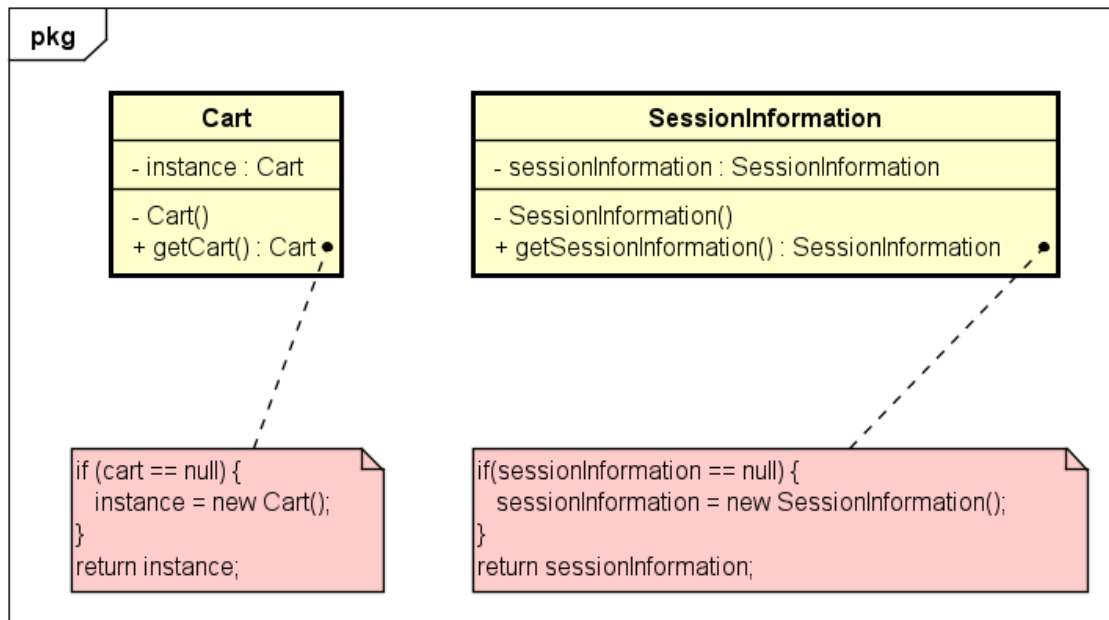 pkg
Cart
- instance : Cart
- Cart()
+ getCart() : Cart
SessionInformation
- sessionInformation : SessionInformation
- SessionInformation()
+ getSessionInformation() : SessionInformation
if (cart == null) {
instance = new Cart();
}
return instance;
if(sessionInformation == null) {
sessionInformation = new SessionInformation();
}
return sessionInformation;